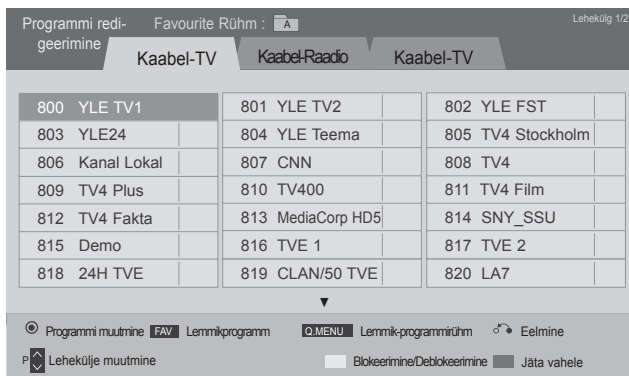 Programmi redi-
geerimine
Favourite Rühm : A
Lehekülg 1/2
Kaabel-TV Kaabel-Raadio Kaabel-TV
800 YLE TV1 801 YLE TV2 802 YLE FST
803 YLE24 804 YLE Teema 805 TV4 Stockholm
806 Kanal Lokal 807 CNN 808 TV4
809 TV4 Plus 810 TV400 811 TV4 Film
812 TV4 Fakta 813 MediaCorp HD5 814 SNY_SSU
815 Demo 816 TVE 1 817 TVE 2
818 24H TVE 819 CLAN/50 TVE 820 LA7
Programmi muutmine FAV Lemmikprogramm Q.MENU Lemmik-programmirühm Eelmine
P Lehekülje muutmine Blokeerimine/Deblokeerimine Jäta vahele